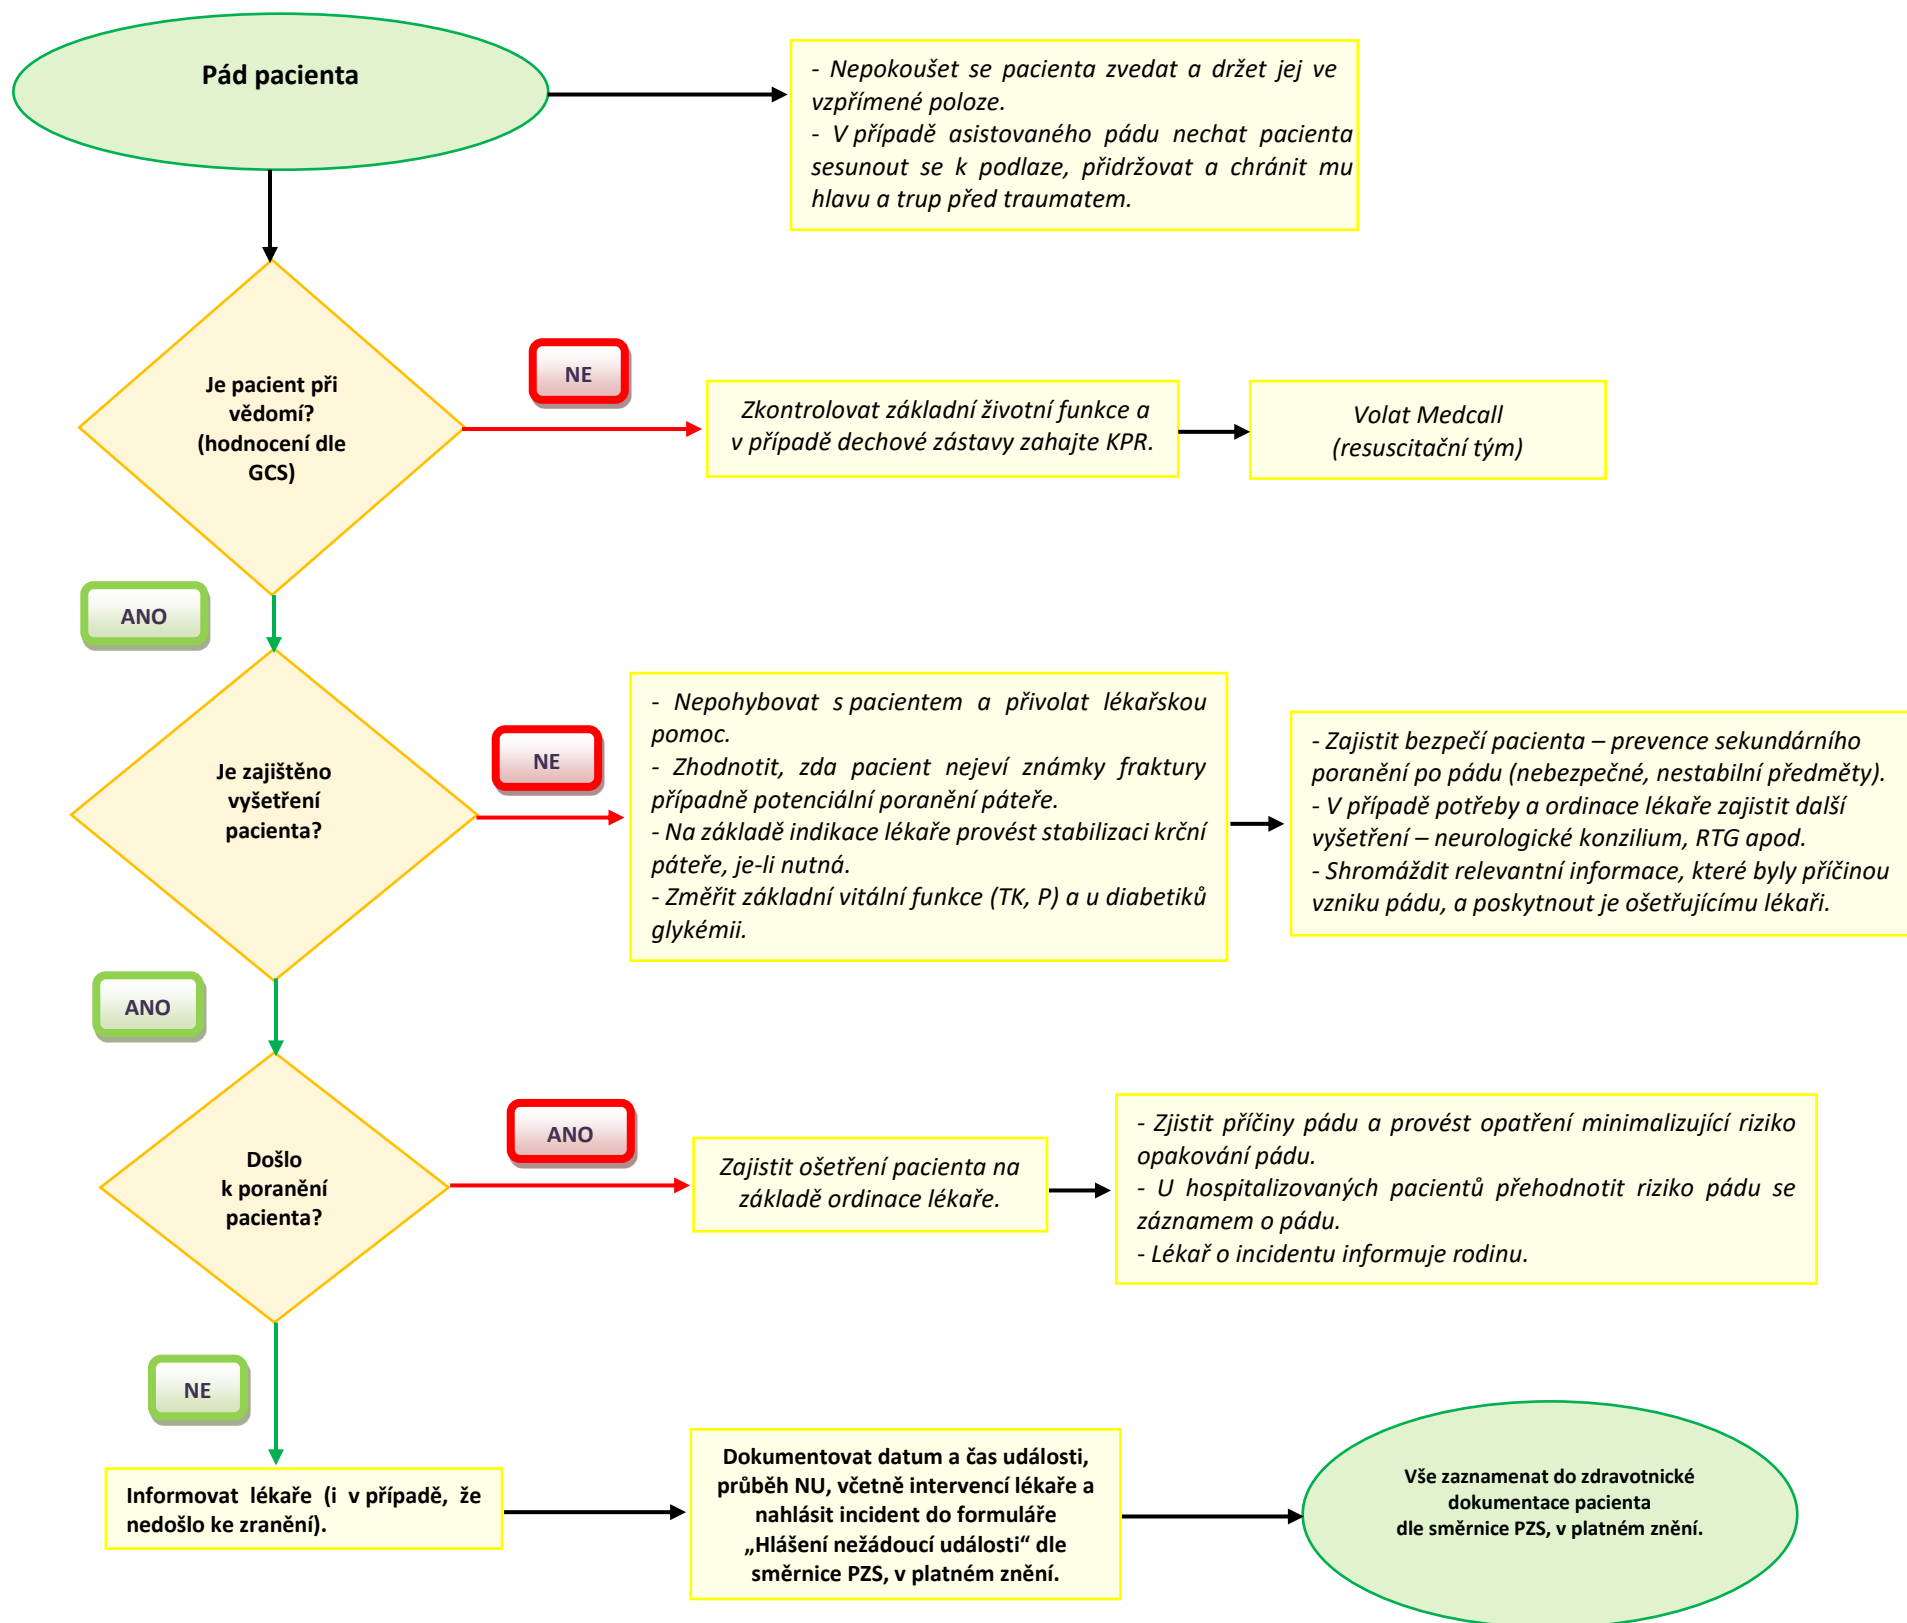 Pád pacienta
- Nepokoušet se pacienta zvedat a držet jej ve
vzpřímené poloze.
- V případě asistovaného pádu nechat pacienta
sesunout se k podlaze, přidržovat a chránit mu
hlavu a trup před traumatem.
Je pacient při
vědomí?
(hodnocení dle
GCS)
NE
Zkontrolovat základní životní funkce a
v případě dechové zástavy zahajte KPR.
Volat Medcall
(resuscitační tým)
ANO
Je zajištěno
vyšetření
pacienta?
NE
- Nepohybovat s pacientem a přivolat lékařskou
pomoc.
- Zhodnotit, zda pacient nejeví známky fraktury
případně potenciální poranění páteře.
- Na základě indikace lékaře provést stabilizaci krční
páteře, je-li nutná.
- Změřit základní vitální funkce (TK, P) a u diabetiků
glykémii.
- Zajistit bezpečí pacienta – prevence sekundárního
poranění po pádu (nebezpečné, nestabilní předměty).
- V případě potřeby a ordinace lékaře zajistit další
vyšetření – neurologické konzilium, RTG apod.
- Shromáždit relevantní informace, které byly příčinou
vzniku pádu, a poskytnout je ošetřujícímu lékaři.
ANO
Došlo
k poranění
pacienta?
ANO
Zajistit ošetření pacienta na
základě ordinace lékaře.
- Zjistit příčiny pádu a provést opatření minimalizující riziko
opakování pádu.
- U hospitalizovaných pacientů přehodnotit riziko pádu se
záznamem o pádu.
- Lékař o incidentu informuje rodinu.
NE
Informovat lékaře (i v případě, že
nedošlo ke zranění).
Dokumentovat datum a čas události,
průběh NU, včetně intervencí lékaře a
nahlásit incident do formuláře
„Hlášení nežádoucí události“ dle
směrnice PZS, v platném znění.
Vše zaznamenat do zdravotnické
dokumentace pacienta
dle směrnice PZS, v platném znění.